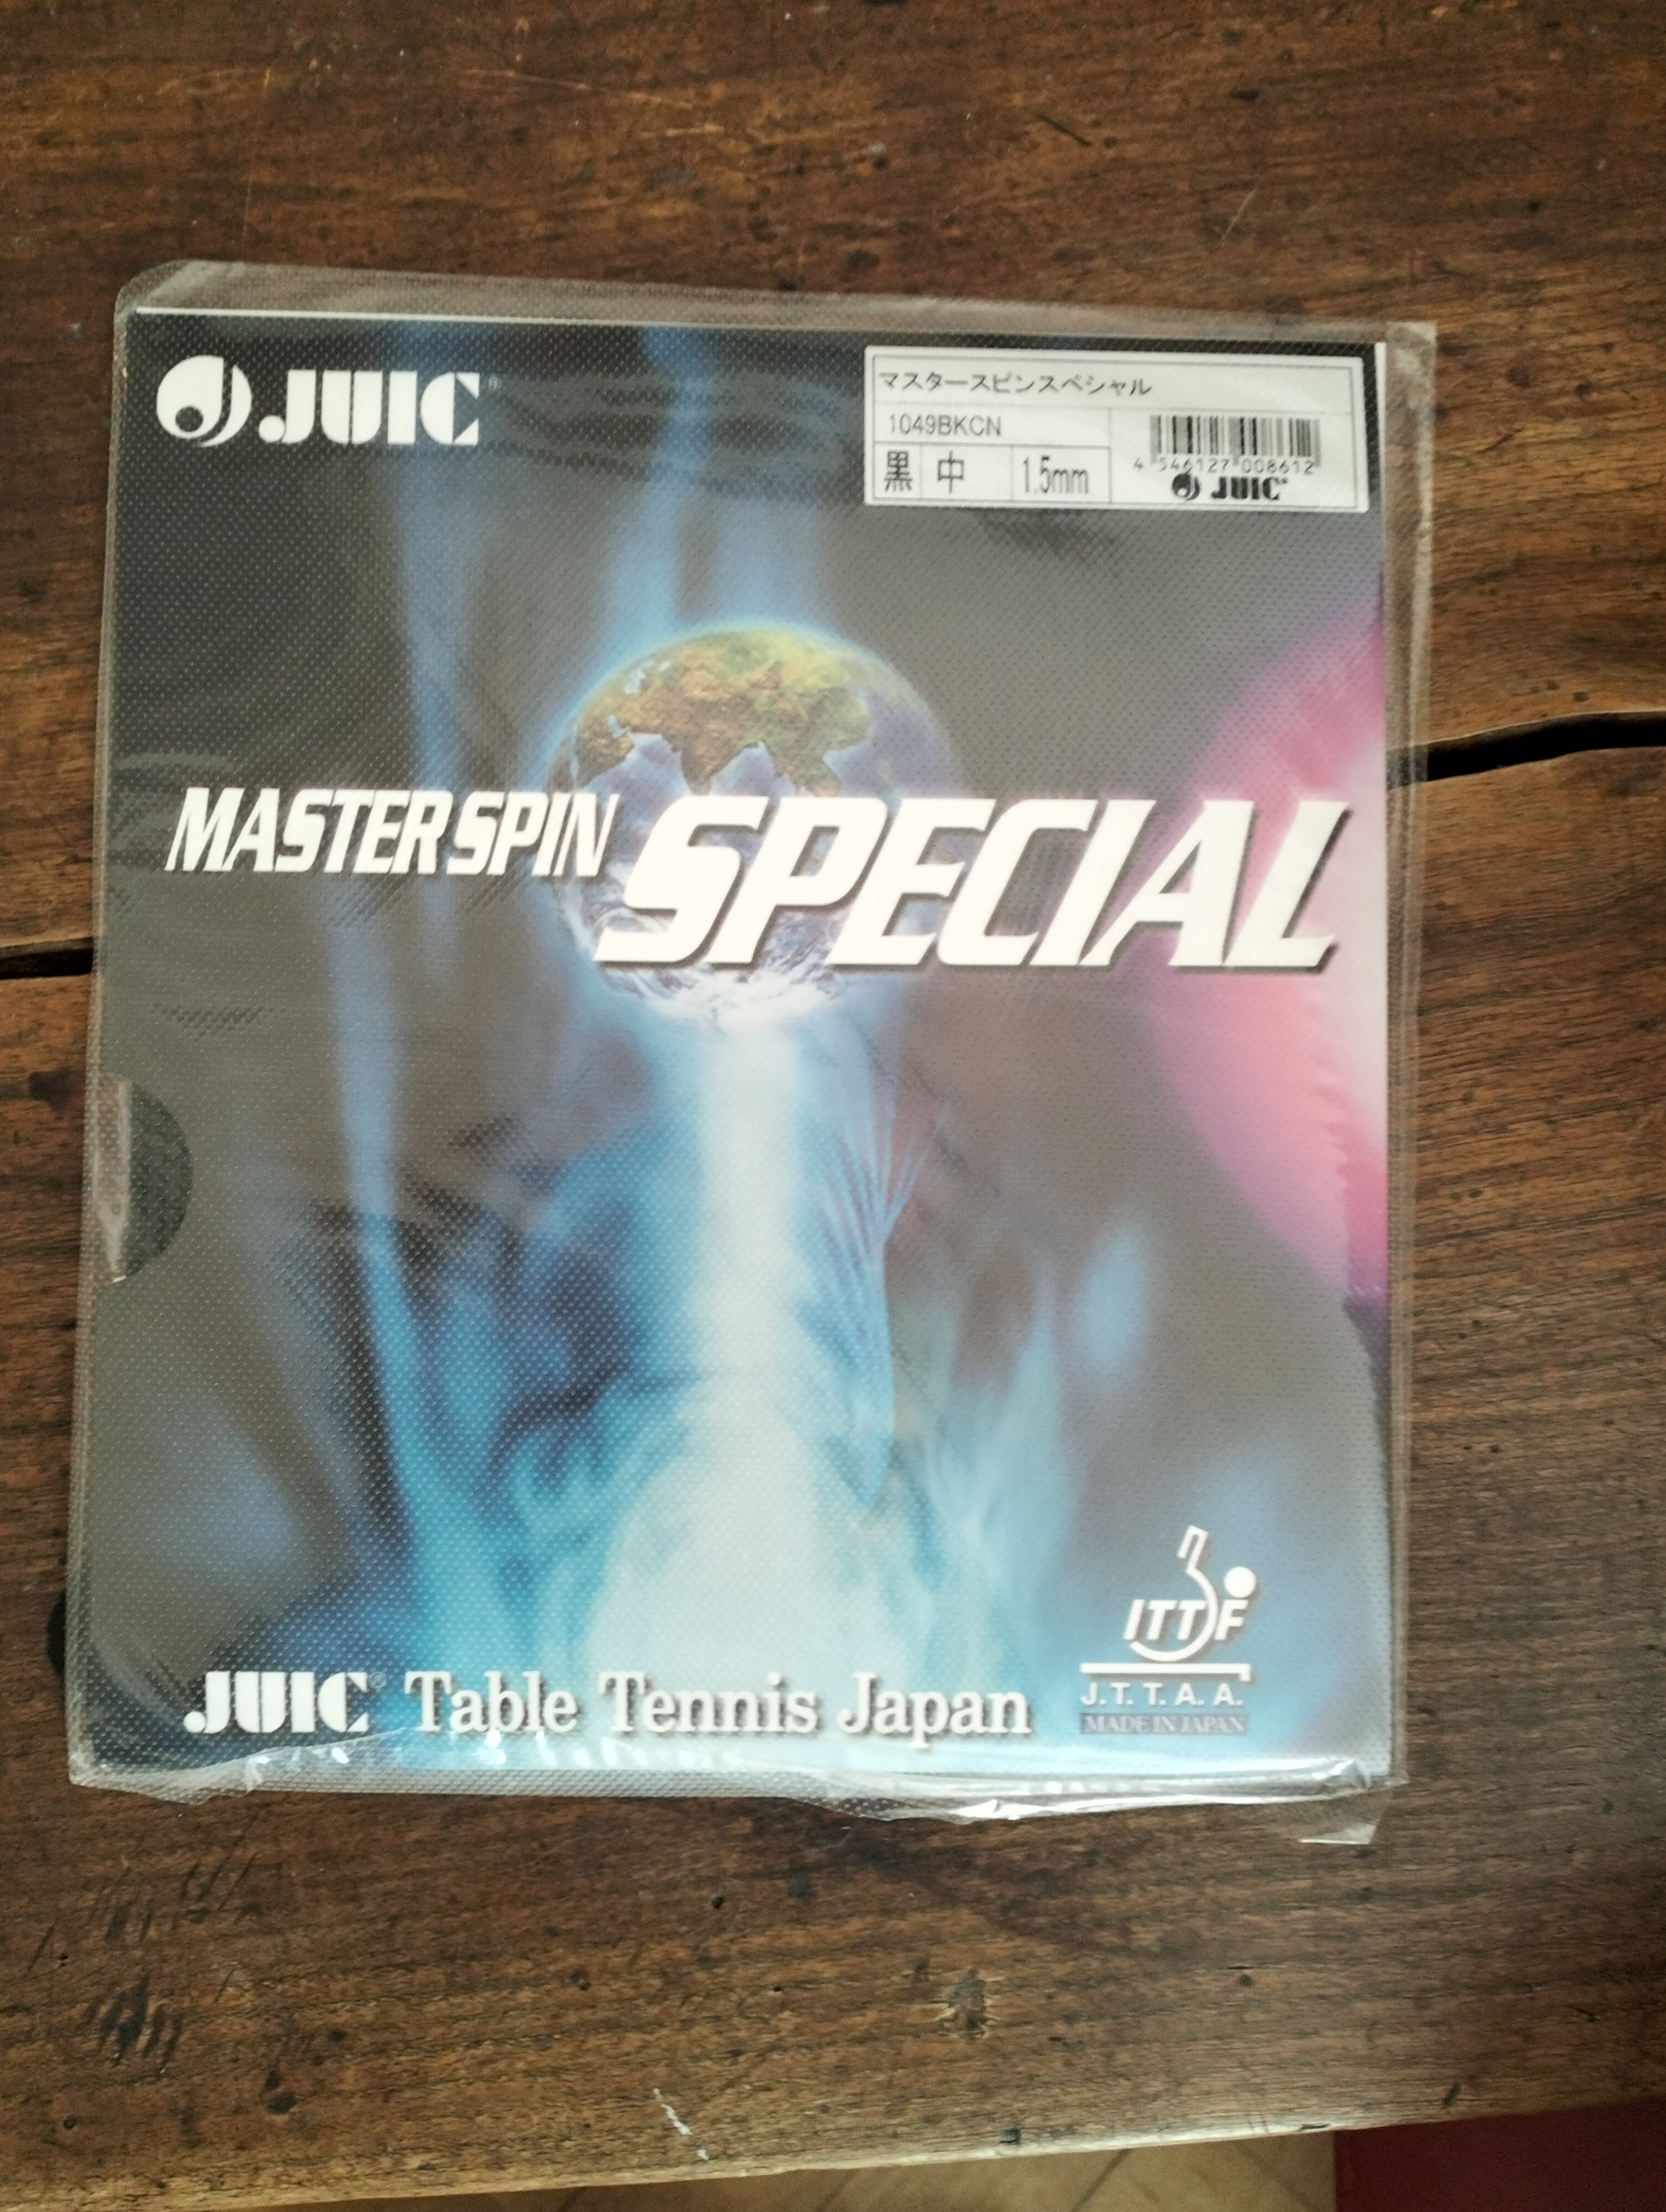 JUIC®
マスタースピンスペシャル
1049BKCN
黒 中 1.5mm
4 546127 008612
JUIC®
MASTER SPIN SPECIAL
ITTF
J.T.T.A.A.
MADE IN JAPAN
JUIC® Table Tennis Japan